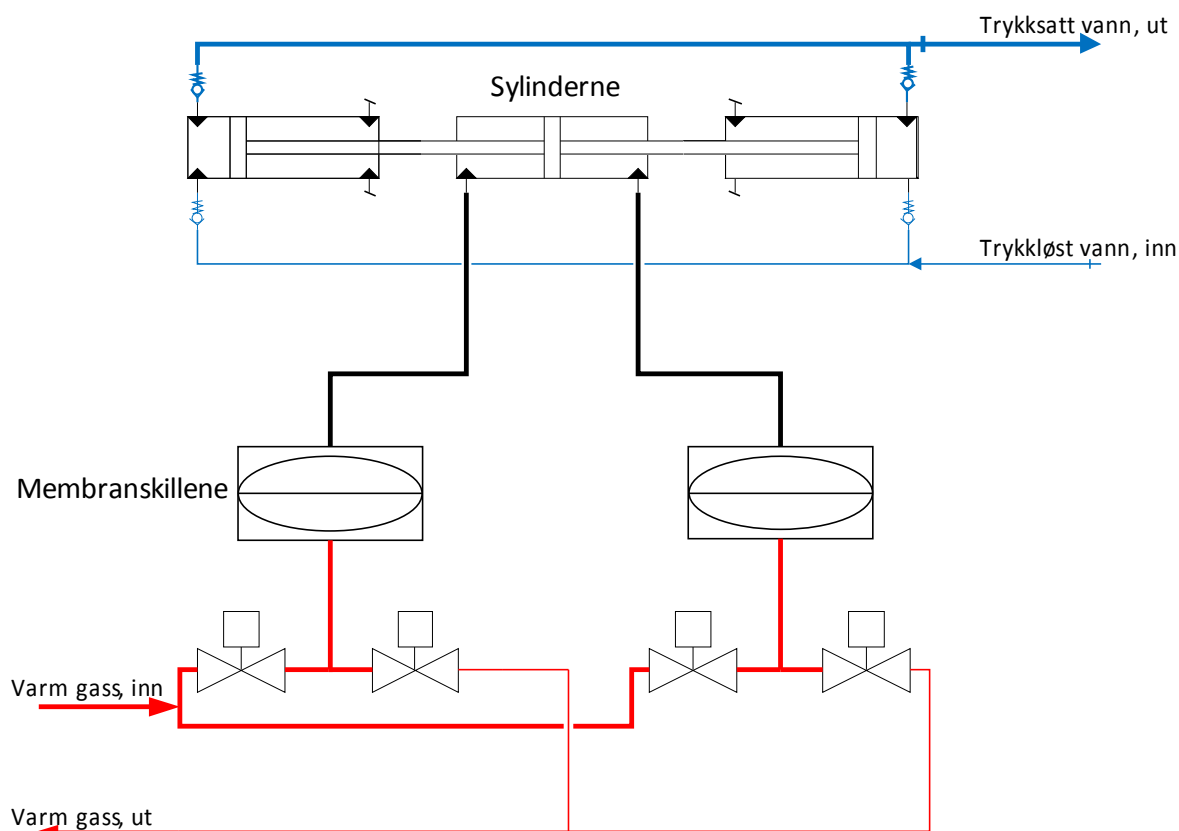 Trykksatt vann, ut
Sylinderne
Trykkløst vann, inn
Membranskillene
Varm gass, inn
Varm gass, ut